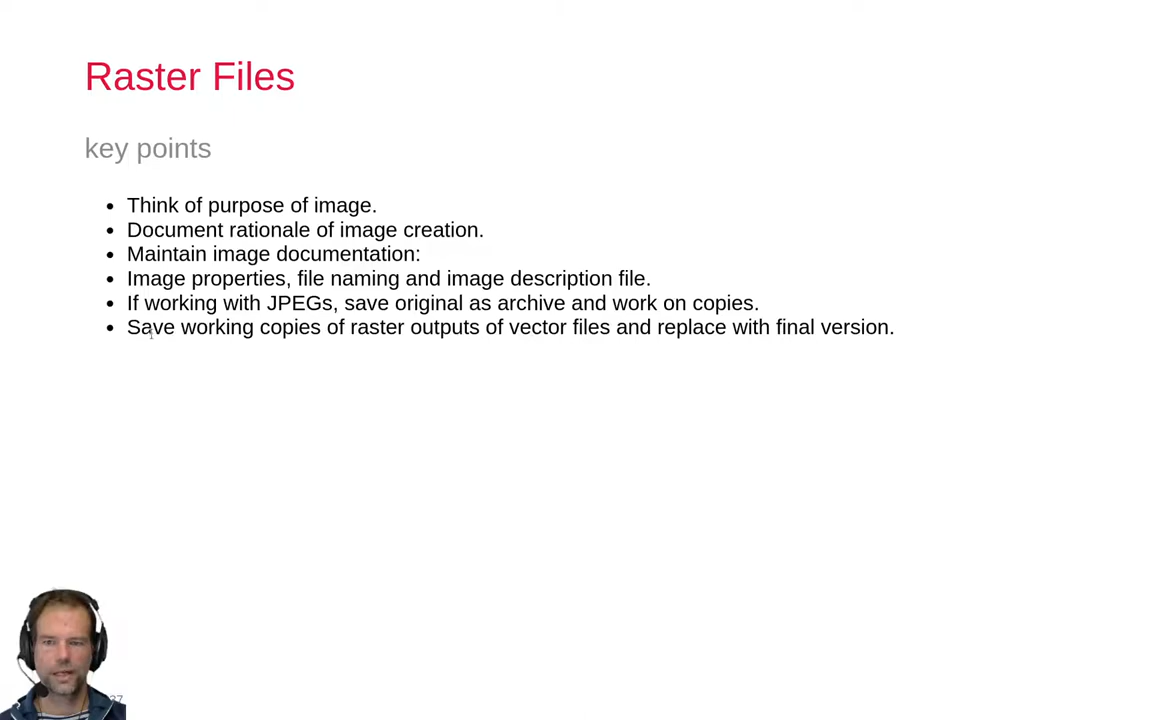 Raster Files
key points
Think of purpose of image.
Document rationale of image creation.
Maintain image documentation:
Image properties, file naming and image description file.
If working with JPEGs, save original as archive and work on copies.
Save working copies of raster outputs of vector files and replace with final version.
37